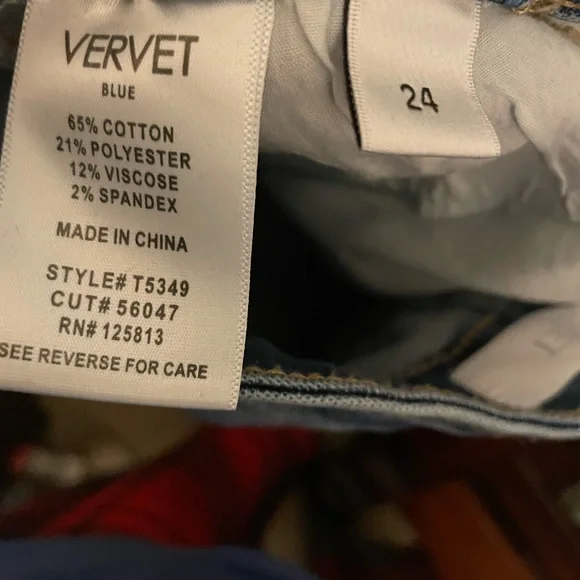 VERVET
BLUE
65% COTTON
21% POLYESTER
12% VISCOSE
2% SPANDEX
MADE IN CHINA
STYLE# T5349
CUT# 56047
RN# 125813
SEE REVERSE FOR CARE
24